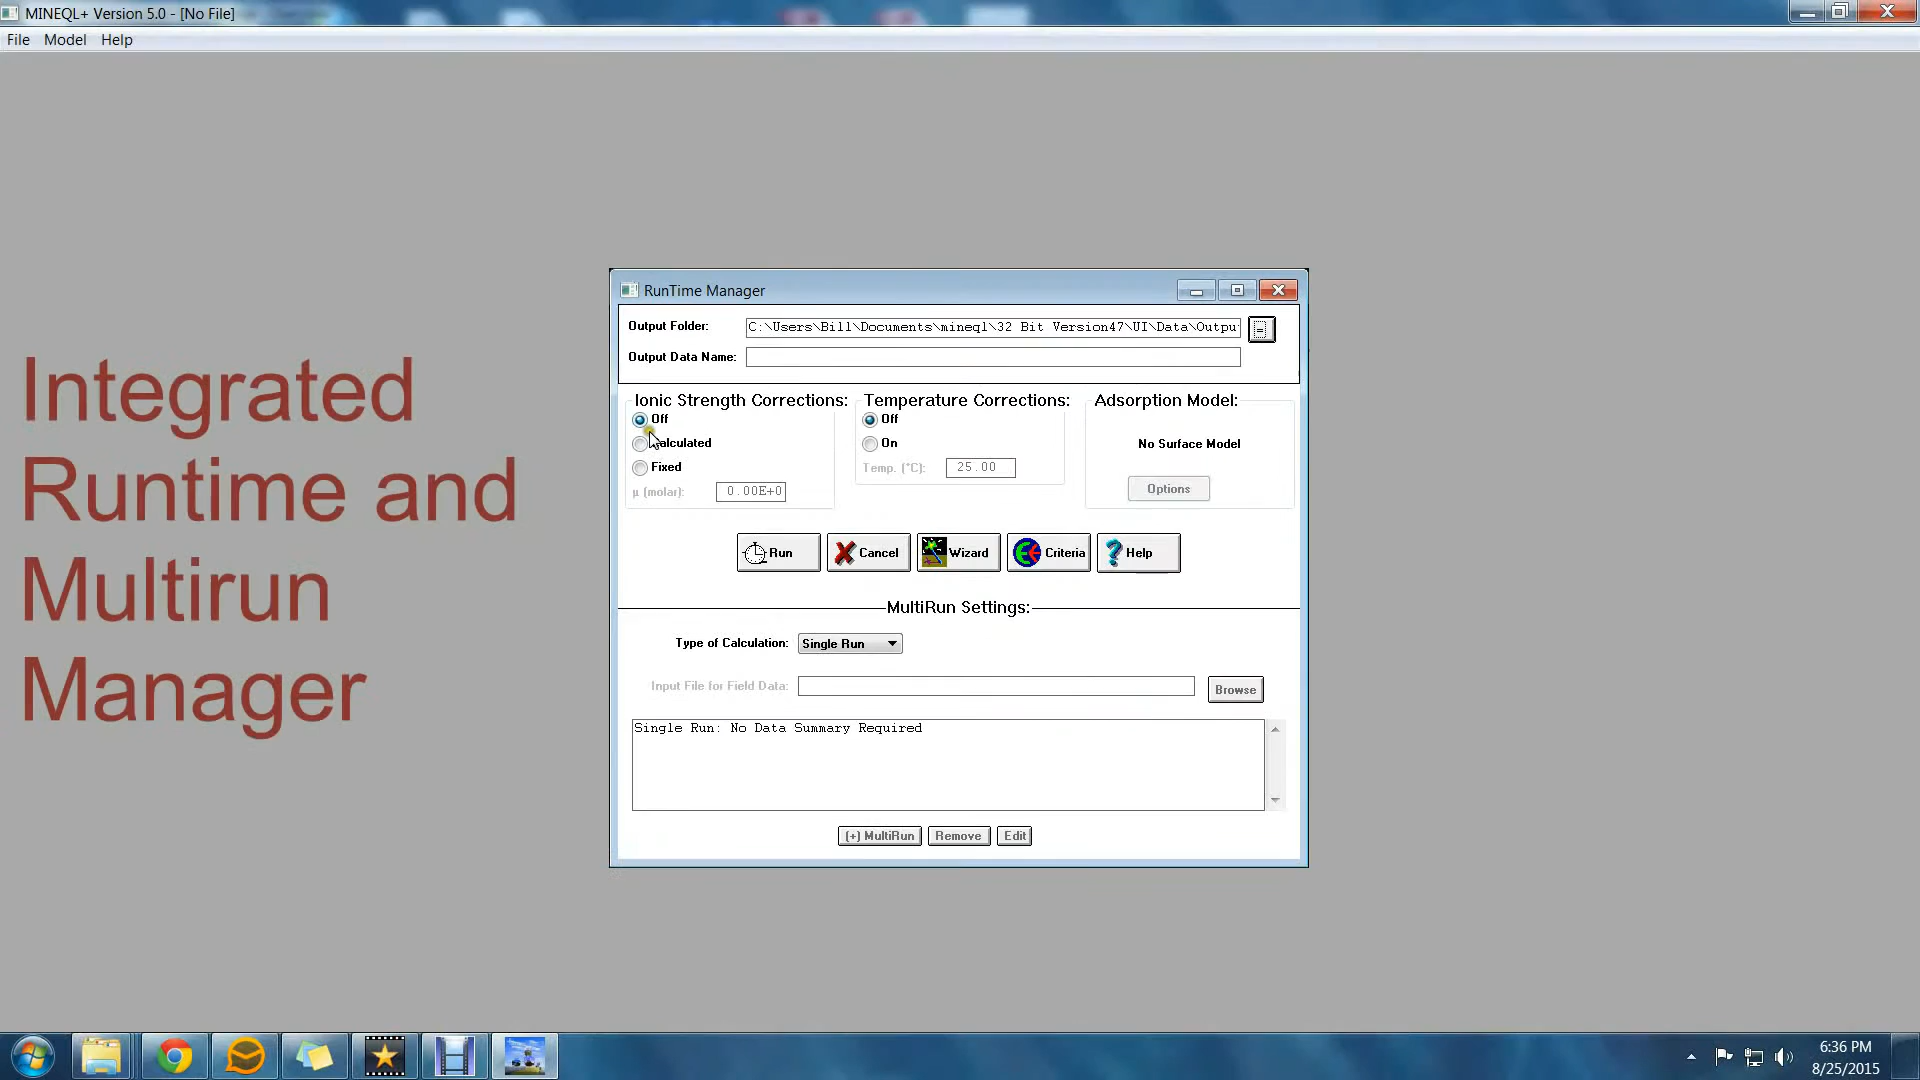 MINEQL+ Version 5.0 - [No File]
File Model Help
Integrated
Runtime and
Multirun
Manager
RunTime Manager
Output Folder: C:\Users\Bill\Documents\mineql\32 Bit Version47\UI\Data\Outpu
Output Data Name:
Ionic Strength Corrections: Temperature Corrections: Adsorption Model:
Off Off
Calculated On No Surface Model
Fixed Temp. (°C): 25.00
µ (molar): 0.00E+0 Options
Run Cancel Wizard Criteria Help
MultiRun Settings:
Type of Calculation: Single Run
Input File for Field Data: Browse
Single Run: No Data Summary Required
(+) MultiRun Remove Edit
6:36 PM
8/25/2015